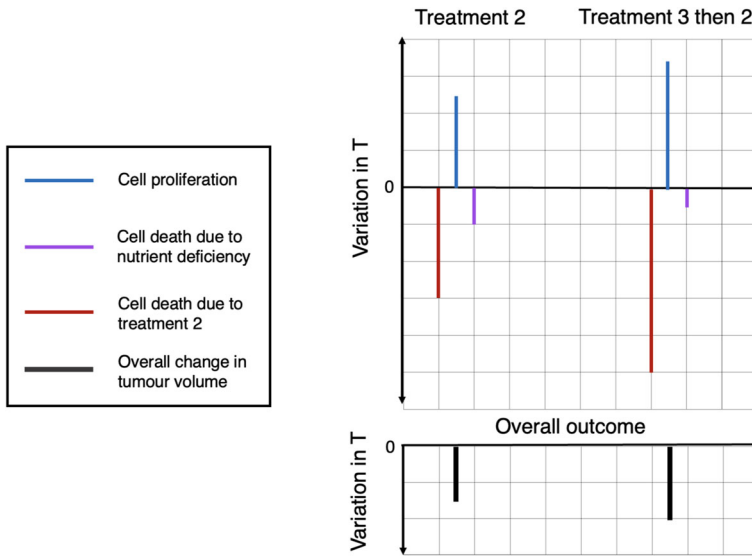 Treatment 2
Treatment 3 then 2
Variation in T
0
Cell proliferation
Cell death due to
nutrient deficiency
Cell death due to
treatment 2
Overall change in
tumour volume
Overall outcome
Variation in T
0